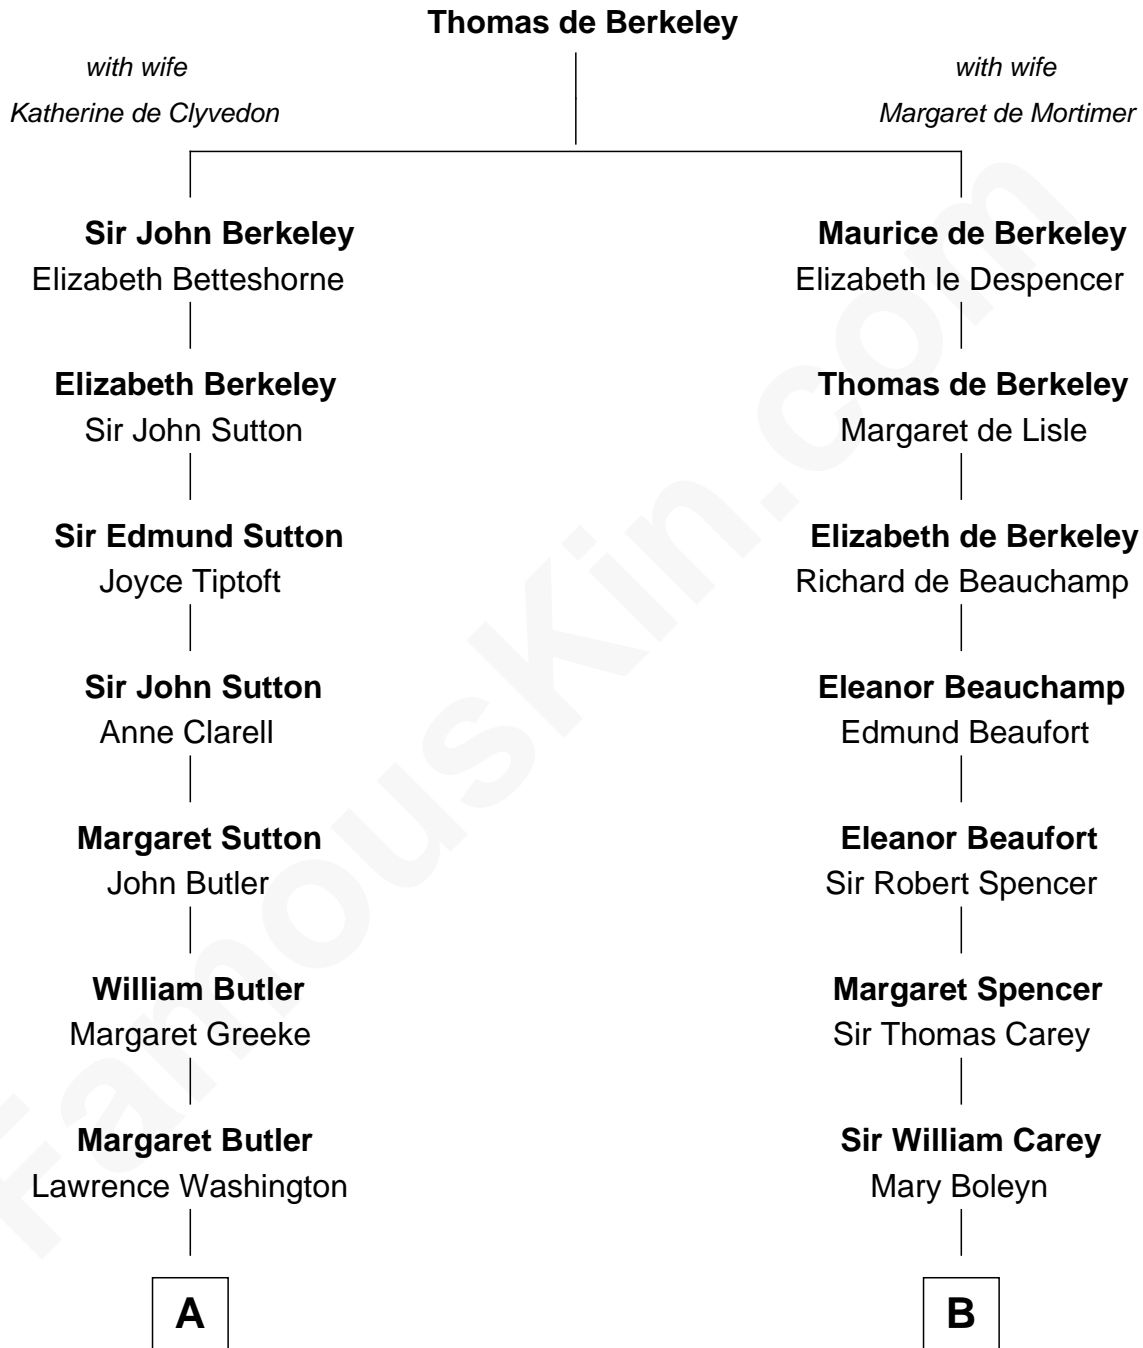 Thomas de Berkeley
with wife
Katherine de Clyvedon
with wife
Margaret de Mortimer
Sir John Berkeley
Elizabeth Betteshorne
Maurice de Berkeley
Elizabeth le Despencer
Elizabeth Berkeley
Sir John Sutton
Thomas de Berkeley
Margaret de Lisle
Sir Edmund Sutton
Joyce Tiptoft
Elizabeth de Berkeley
Richard de Beauchamp
Sir John Sutton
Anne Clarell
Eleanor Beauchamp
Edmund Beaufort
Margaret Sutton
John Butler
Eleanor Beaufort
Sir Robert Spencer
William Butler
Margaret Greeke
Margaret Spencer
Sir Thomas Carey
Margaret Butler
Lawrence Washington
Sir William Carey
Mary Boleyn
A
B
FamousKin.com